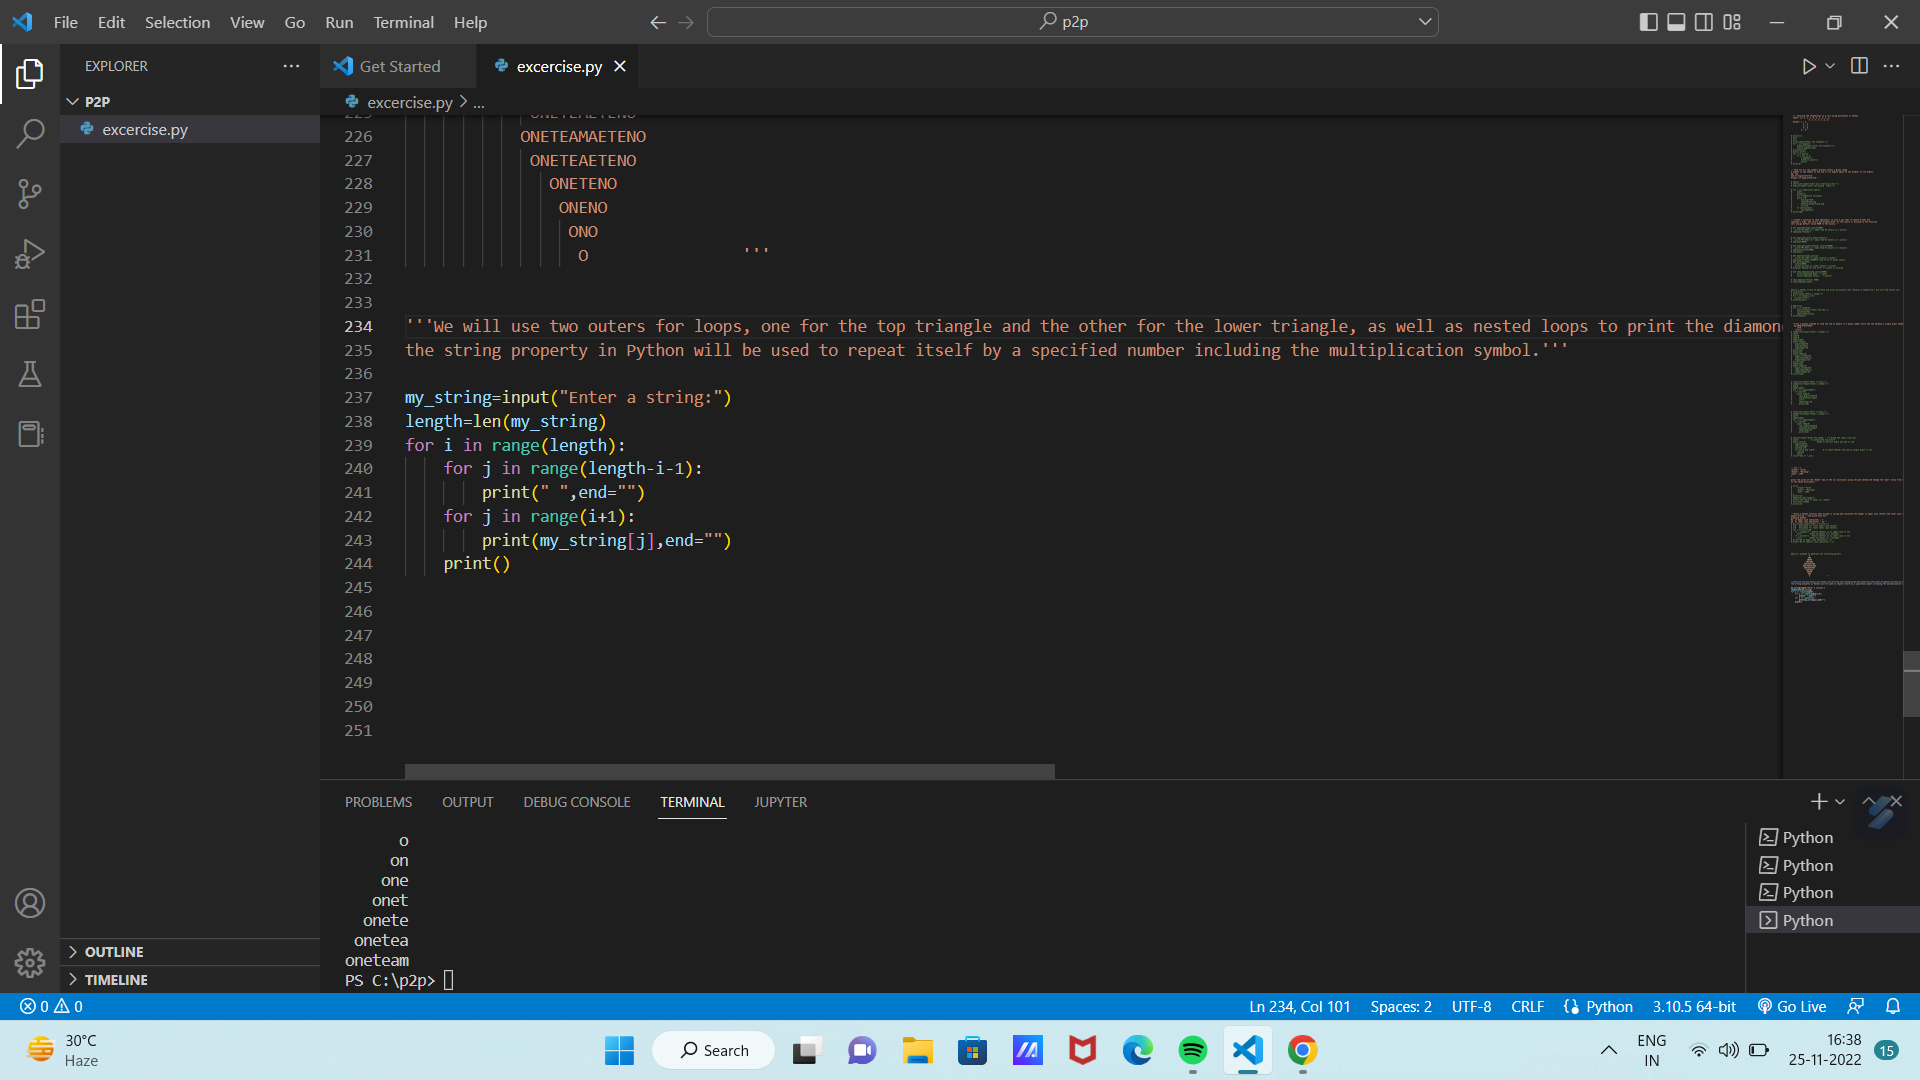 File Edit Selection View Go Run Terminal Help
p2p
EXPLORER
Get Started
excercise.py
P2P
excercise.py
excercise.py > ...
225 ONETEAETENO
226 ONETEAMAETENO
227 ONETEAETENO
228 ONETENO
229 ONENO
230 ONO
231 O '''
232
233
234 '''We will use two outers for loops, one for the top triangle and the other for the lower triangle, as well as nested loops to print the diamon
235 the string property in Python will be used to repeat itself by a specified number including the multiplication symbol.'''
236
237 my_string=input("Enter a string:")
238 length=len(my_string)
239 for i in range(length):
240 for j in range(length-i-1):
241 print(" ",end="")
242 for j in range(i+1):
243 print(my_string[j],end="")
244 print()
245
246
247
248
249
250
251
PROBLEMS OUTPUT DEBUG CONSOLE TERMINAL JUPYTER
o
on
one
onet
onete
onetea
oneteam
PS C:\p2p>
Python
Python
Python
Python
OUTLINE
TIMELINE
0 0
Ln 234, Col 101 Spaces: 2 UTF-8 CRLF Python 3.10.5 64-bit Go Live
30°C
Haze
Search
ENG
IN
16:38
25-11-2022
15